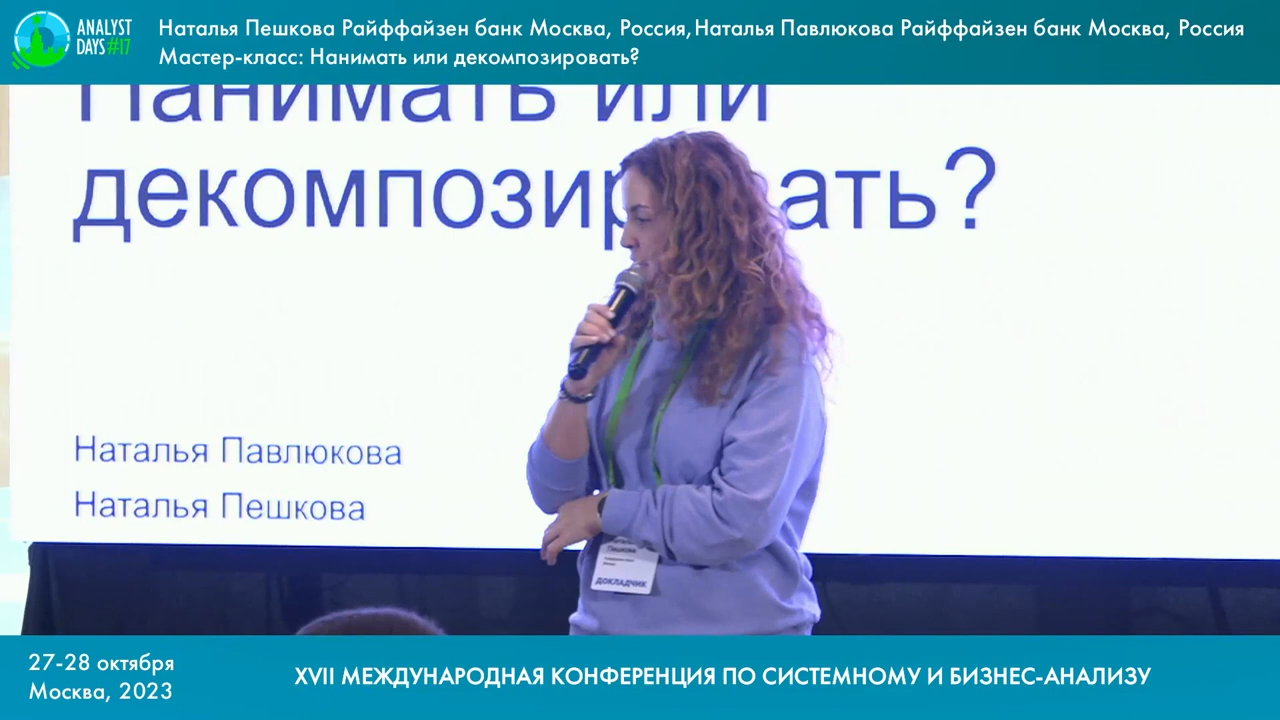 ANALYST
DAYS#17
Наталья Пешкова Райффайзен банк Москва, Россия,Наталья Павлюкова Райффайзен банк Москва, Россия
Мастер-класс: Нанимать или декомпозировать?
Нанимать или
декомпозир вать?
Наталья Павлюкова
Наталья Пешкова
Пешкова
ДОКЛАДЧИК
27-28 октября
Москва, 2023
XVII МЕЖДУНАРОДНАЯ КОНФЕРЕНЦИЯ ПО СИСТЕМНОМУ И БИЗНЕС-АНАЛИЗУ